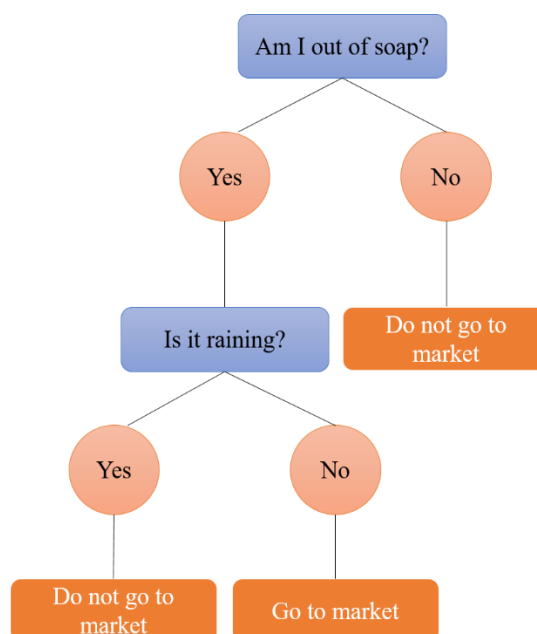 Am I out of soap?
Yes
No
Is it raining?
Do not go to
market
Yes
No
Do not go to
market
Go to market